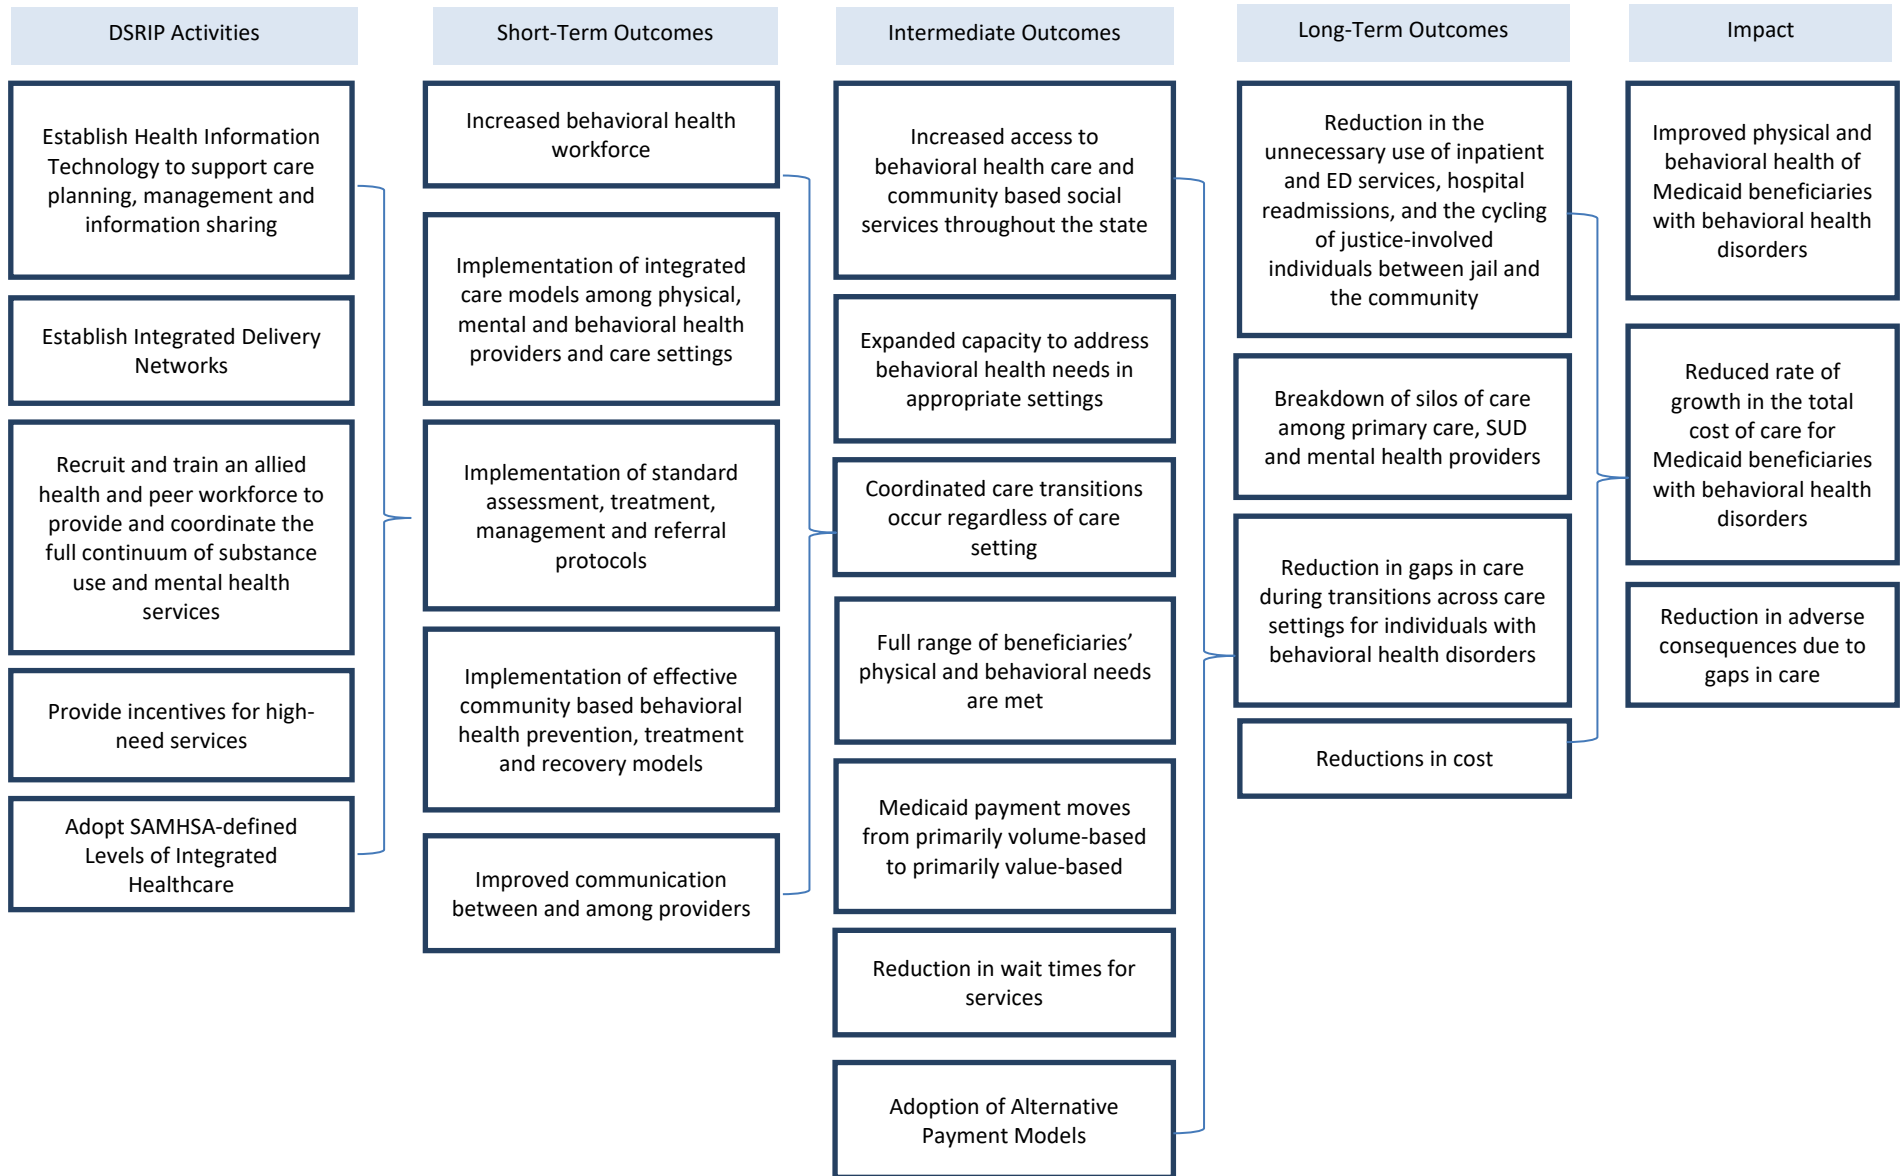 DSRIP Activities
Establish Health Information
Technology to support care
planning, management and
information sharing
Establish Integrated Delivery
Networks
Recruit and train an allied
health and peer workforce to
provide and coordinate the
full continuum of substance
use and mental health
services
Provide incentives for high-
need services
Adopt SAMHSA-defined
Levels of Integrated
Healthcare
Short-Term Outcomes
Increased behavioral health
workforce
Implementation of integrated
care models among physical,
mental and behavioral health
providers and care settings
Implementation of standard
assessment, treatment,
management and referral
protocols
Implementation of effective
community based behavioral
health prevention, treatment
and recovery models
Improved communication
between and among providers
Intermediate Outcomes
Increased access to
behavioral health care and
community based social
services throughout the state
Expanded capacity to address
behavioral health needs in
appropriate settings
Coordinated care transitions
occur regardless of care
setting
Full range of beneficiaries’
physical and behavioral needs
are met
Medicaid payment moves
from primarily volume-based
to primarily value-based
Reduction in wait times for
services
Adoption of Alternative
Payment Models
Long-Term Outcomes
Reduction in the
unnecessary use of inpatient
and ED services, hospital
readmissions, and the cycling
of justice-involved
individuals between jail and
the community
Breakdown of silos of care
among primary care, SUD
and mental health providers
Reduction in gaps in care
during transitions across care
settings for individuals with
behavioral health disorders
Reductions in cost
Impact
Improved physical and
behavioral health of
Medicaid beneficiaries
with behavioral health
disorders
Reduced rate of
growth in the total
cost of care for
Medicaid beneficiaries
with behavioral health
disorders
Reduction in adverse
consequences due to
gaps in care